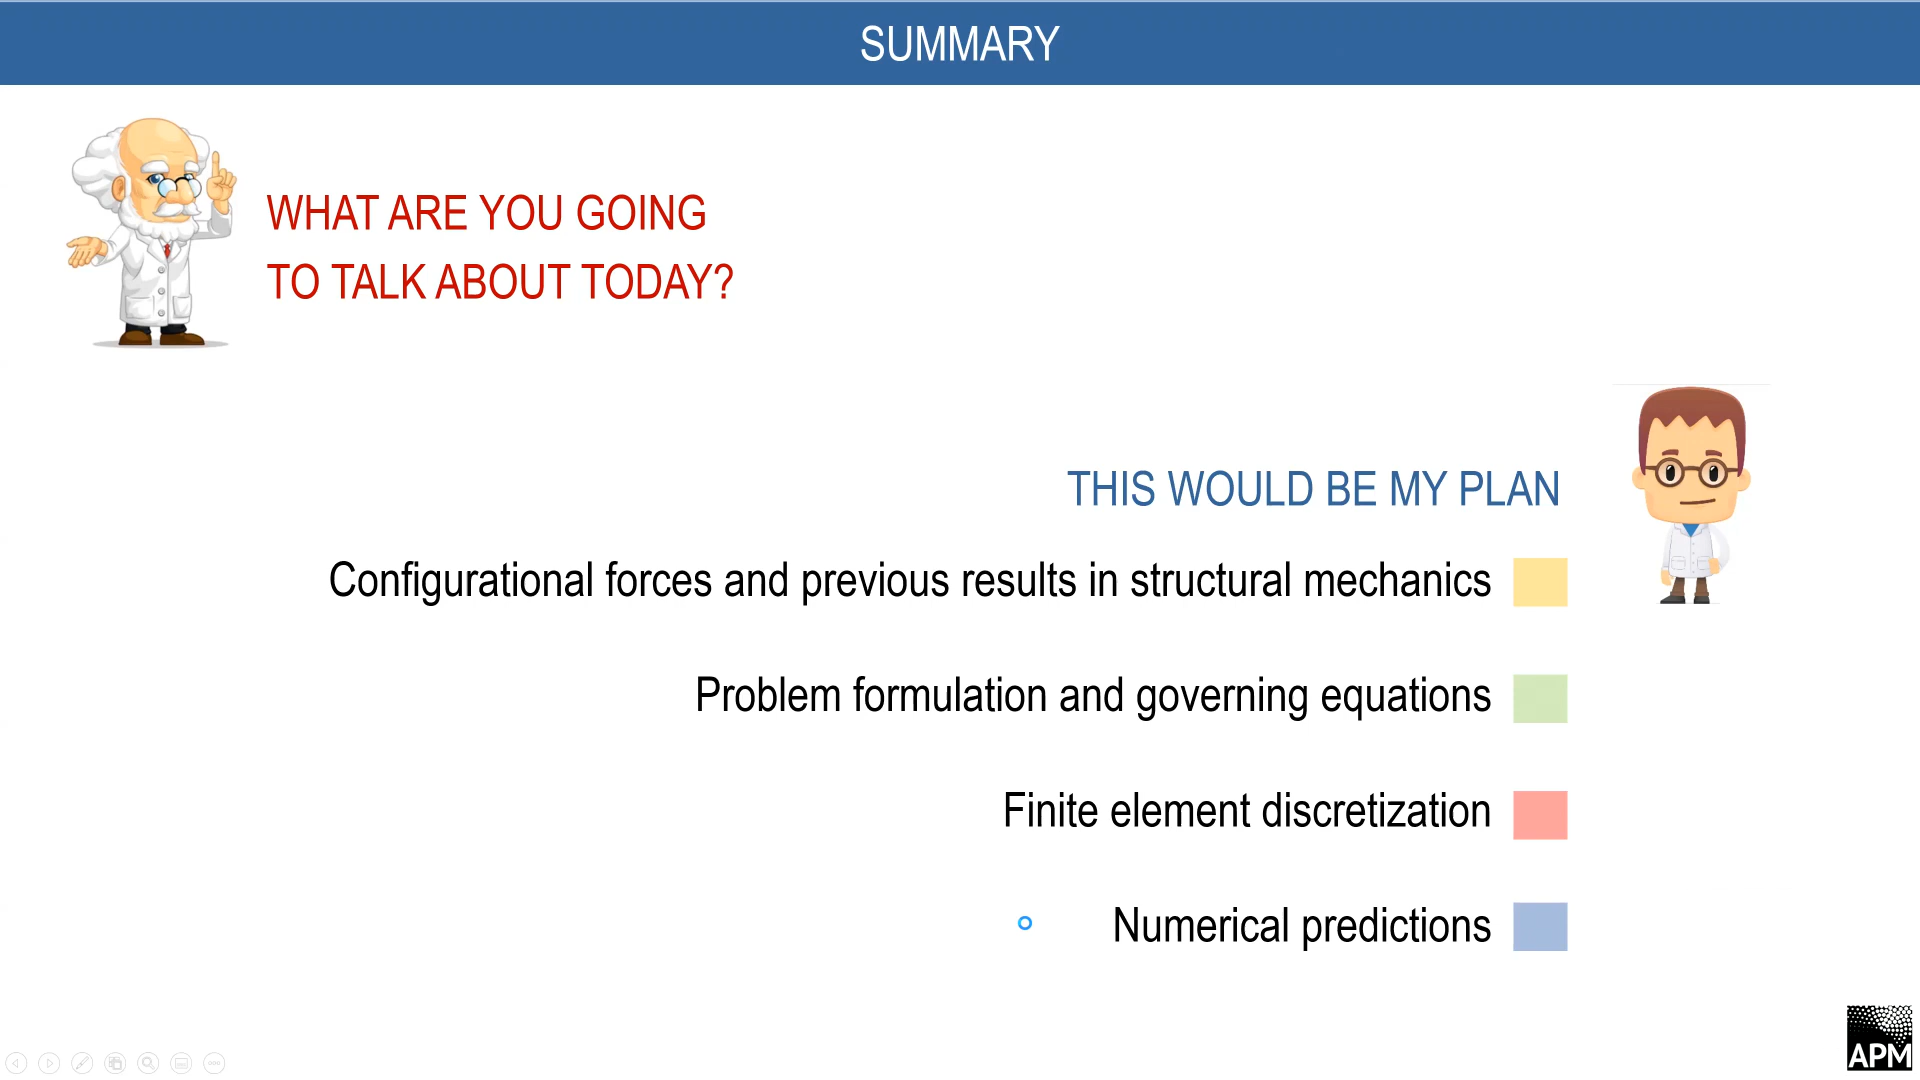 SUMMARY
WHAT ARE YOU GOING
TO TALK ABOUT TODAY?
THIS WOULD BE MY PLAN
Configurational forces and previous results in structural mechanics
Problem formulation and governing equations
Finite element discretization
Numerical predictions
APM